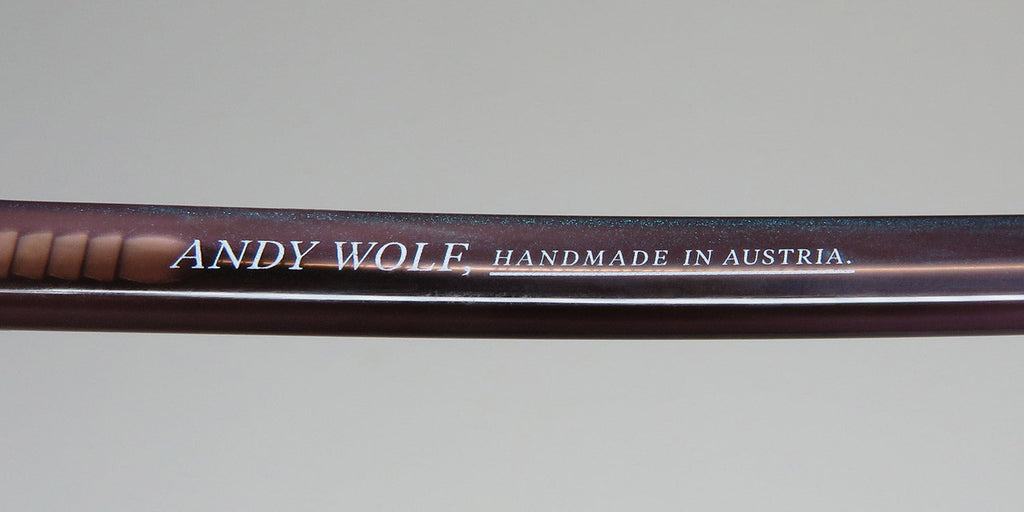 ANDY WOLF, HANDMADE IN AUSTRIA.